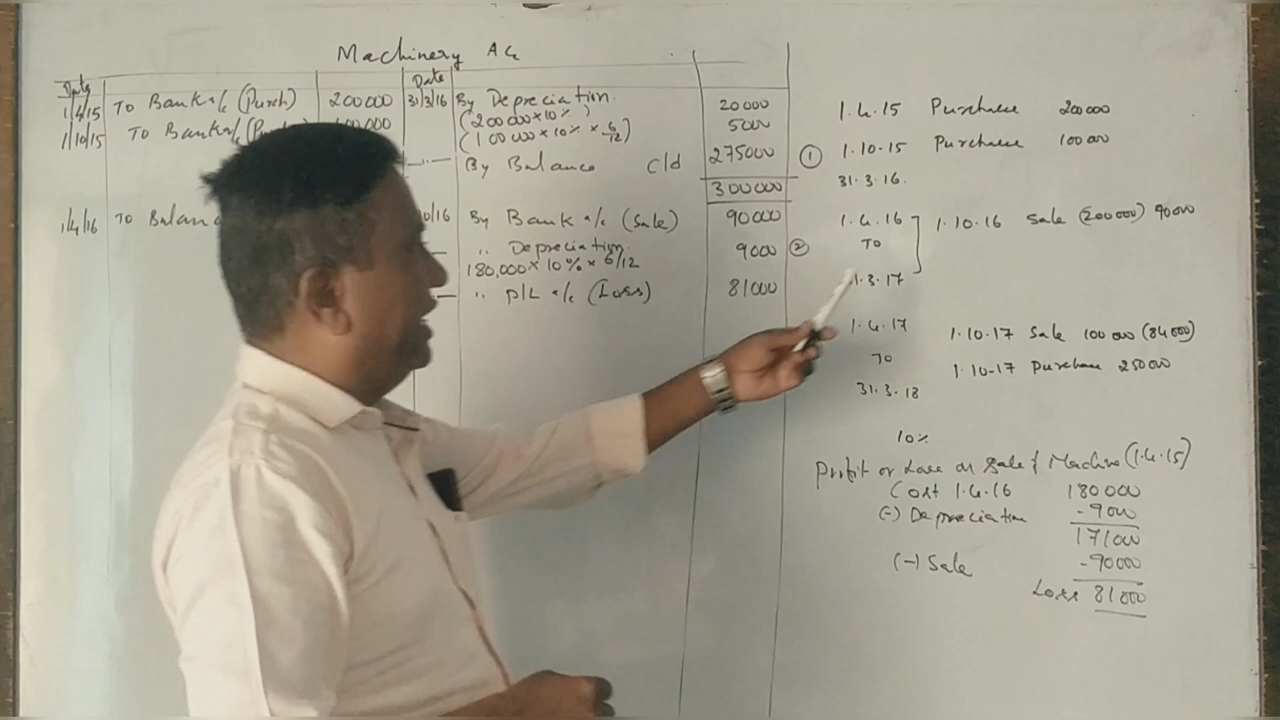 Machinery A/c
Date
Date
1/4/15 To Bank a/c (Purch) 200000 31/3/16 By Depreciation 20000
(200000×10%)
1/10/15 To Bank a/c 100000 (100000×10%×6/12) 5000
By Balance c/d 275000
300000
1/4/16 To Balan 0/16 By Bank a/c (Sale) 90000
,, Depreciation 9000
180,000×10%×6/12
,, P/L a/c (Loss) 81000
1.4.15 Purchase 200000
① 1.10.15 Purchase 100000
31.3.16.
1.4.16 1.10.16 Sale (200000) 90000
② TO
1.3.17
1.4.17 1.10.17 Sale 100000 (84000)
TO 1.10-17 Purchase 250000
31.3.18
10%
Profit or Loss on Sale of Machine (1.4.15)
Cost 1.4.16 180000
(-) Depreciation -9000
171000
(-) Sale -90000
Loss 81000